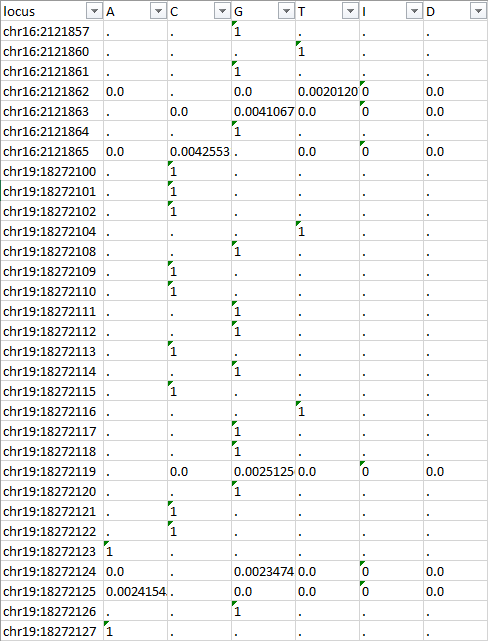 locus A C G T I D
chr16:2121857 . . 1 . . .
chr16:2121860 . . . 1 . .
chr16:2121861 . . 1 . . .
chr16:2121862 0.0 . 0.0 0.0020120 0 0.0
chr16:2121863 . 0.0 0.0041067 0.0 0 0.0
chr16:2121864 . . 1 . . .
chr16:2121865 0.0 0.0042553 . 0.0 0 0.0
chr19:18272100 . 1 . . . .
chr19:18272101 . 1 . . . .
chr19:18272102 . 1 . . . .
chr19:18272104 . . . 1 . .
chr19:18272108 . . 1 . . .
chr19:18272109 . 1 . . . .
chr19:18272110 . 1 . . . .
chr19:18272111 . . 1 . . .
chr19:18272112 . . 1 . . .
chr19:18272113 . 1 . . . .
chr19:18272114 . . 1 . . .
chr19:18272115 . 1 . . . .
chr19:18272116 . . . 1 . .
chr19:18272117 . . 1 . . .
chr19:18272118 . . 1 . . .
chr19:18272119 . 0.0 0.0025125 0.0 0 0.0
chr19:18272120 . . 1 . . .
chr19:18272121 . 1 . . . .
chr19:18272122 . 1 . . . .
chr19:18272123 1 . . . . .
chr19:18272124 0.0 . 0.0023474 0.0 0 0.0
chr19:18272125 0.0024154 . 0.0 0.0 0 0.0
chr19:18272126 . . 1 . . .
chr19:18272127 1 . . . . .